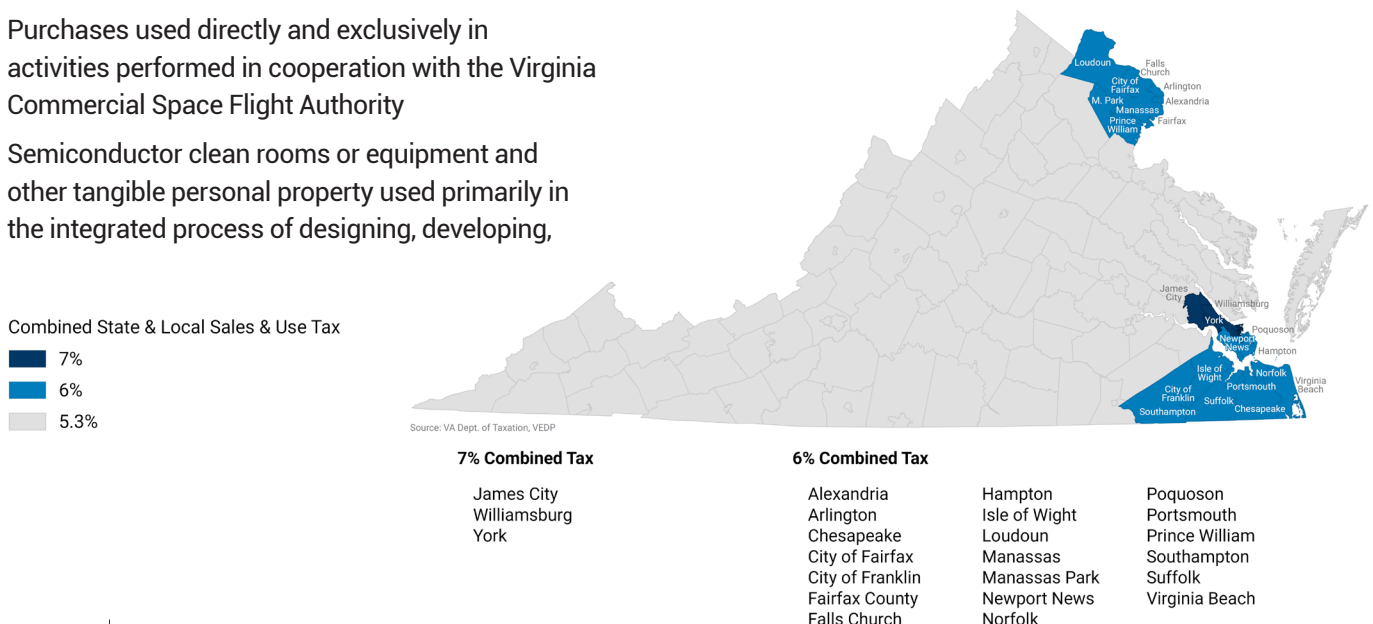 Purchases used directly and exclusively in
activities performed in cooperation with the Virginia
Commercial Space Flight Authority
Semiconductor clean rooms or equipment and
other tangible personal property used primarily in
the integrated process of designing, developing,
Combined State & Local Sales & Use Tax
7%
6%
5.3%
Loudoun
Falls
Church
City of
Fairfax
Arlington
M. Park
Alexandria
Manassas
Prince
William
Fairfax
James
City
Williamsburg
York
Poquoson
Newport
News
Hampton
Isle of
Wight
Norfolk
Portsmouth
Virginia
Beach
City of
Franklin
Suffolk
Southampton
Chesapeake
Source: VA Dept. of Taxation, VEDP
7% Combined Tax
James City
Williamsburg
York
6% Combined Tax
Alexandria
Arlington
Chesapeake
City of Fairfax
City of Franklin
Fairfax County
Falls Church
Hampton
Isle of Wight
Loudoun
Manassas
Manassas Park
Newport News
Norfolk
Poquoson
Portsmouth
Prince William
Southampton
Suffolk
Virginia Beach